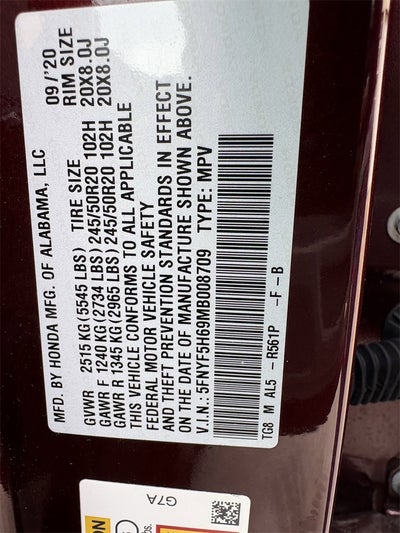 MFD. BY HONDA MFG. OF ALABAMA, LLC 09/'20
GVWR 2515 KG (5545 LBS) TIRE SIZE RIM SIZE
GAWR F 1240 KG (2734 LBS) 245/50R20 102H 20X8.0J
GAWR R 1345 KG (2965 LBS) 245/50R20 102H 20X8.0J
THIS VEHICLE CONFORMS TO ALL APPLICABLE
FEDERAL MOTOR VEHICLE SAFETY
AND THEFT PREVENTION STANDARDS IN EFFECT
ON THE DATE OF MANUFACTURE SHOWN ABOVE.
V.I.N.: 5FNYF5H69MB008709 TYPE: MPV
TG8 M AL5 - R561P -F-B
G7A